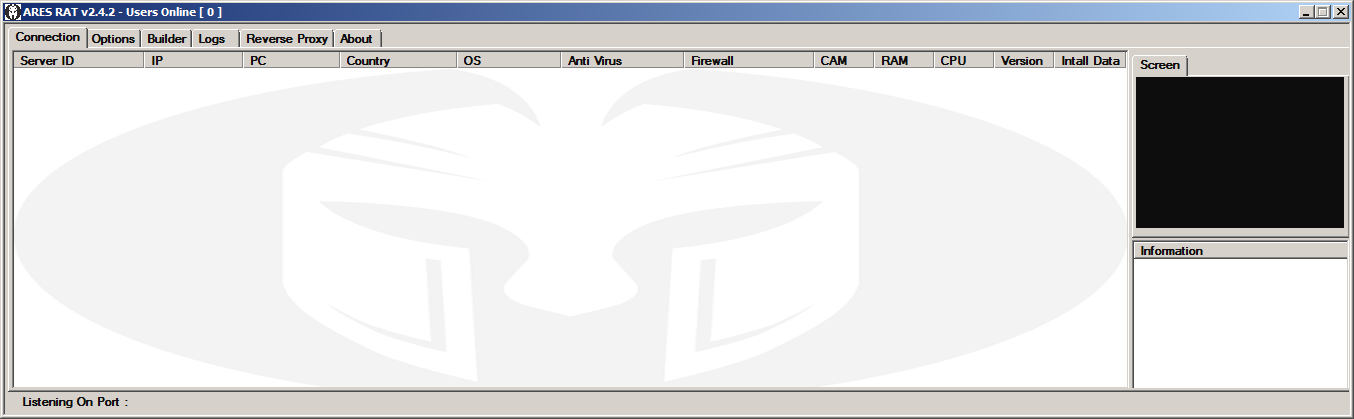 ARES RAT v2.4.2 - Users Online [ 0 ]
Connection Options Builder Logs Reverse Proxy About
Server ID IP PC Country OS Anti Virus Firewall CAM RAM CPU Version Intall Data
Screen
Information
Listening On Port :